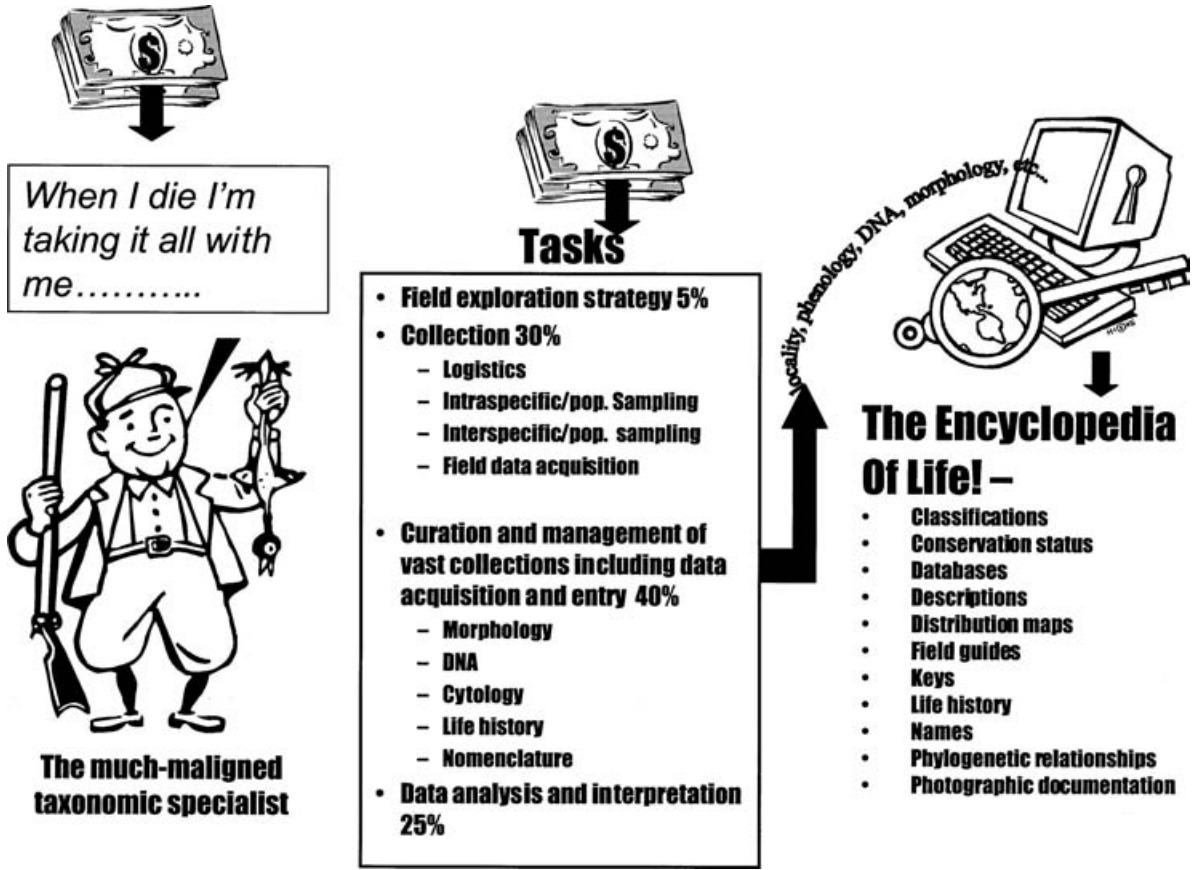 $
When I die I'm
taking it all with
me...........
The much-maligned
taxonomic specialist
$
Tasks
• Field exploration strategy 5%
• Collection 30%
– Logistics
– Intraspecific/pop. Sampling
– Interspecific/pop. sampling
– Field data acquisition
• Curation and management of
vast collections including data
acquisition and entry 40%
– Morphology
– DNA
– Cytology
– Life history
– Nomenclature
• Data analysis and interpretation
25%
locality, phenology, DNA, morphology, etc...
The Encyclopedia
Of Life! –
• Classifications
• Conservation status
• Databases
• Descriptions
• Distribution maps
• Field guides
• Keys
• Life history
• Names
• Phylogenetic relationships
• Photographic documentation